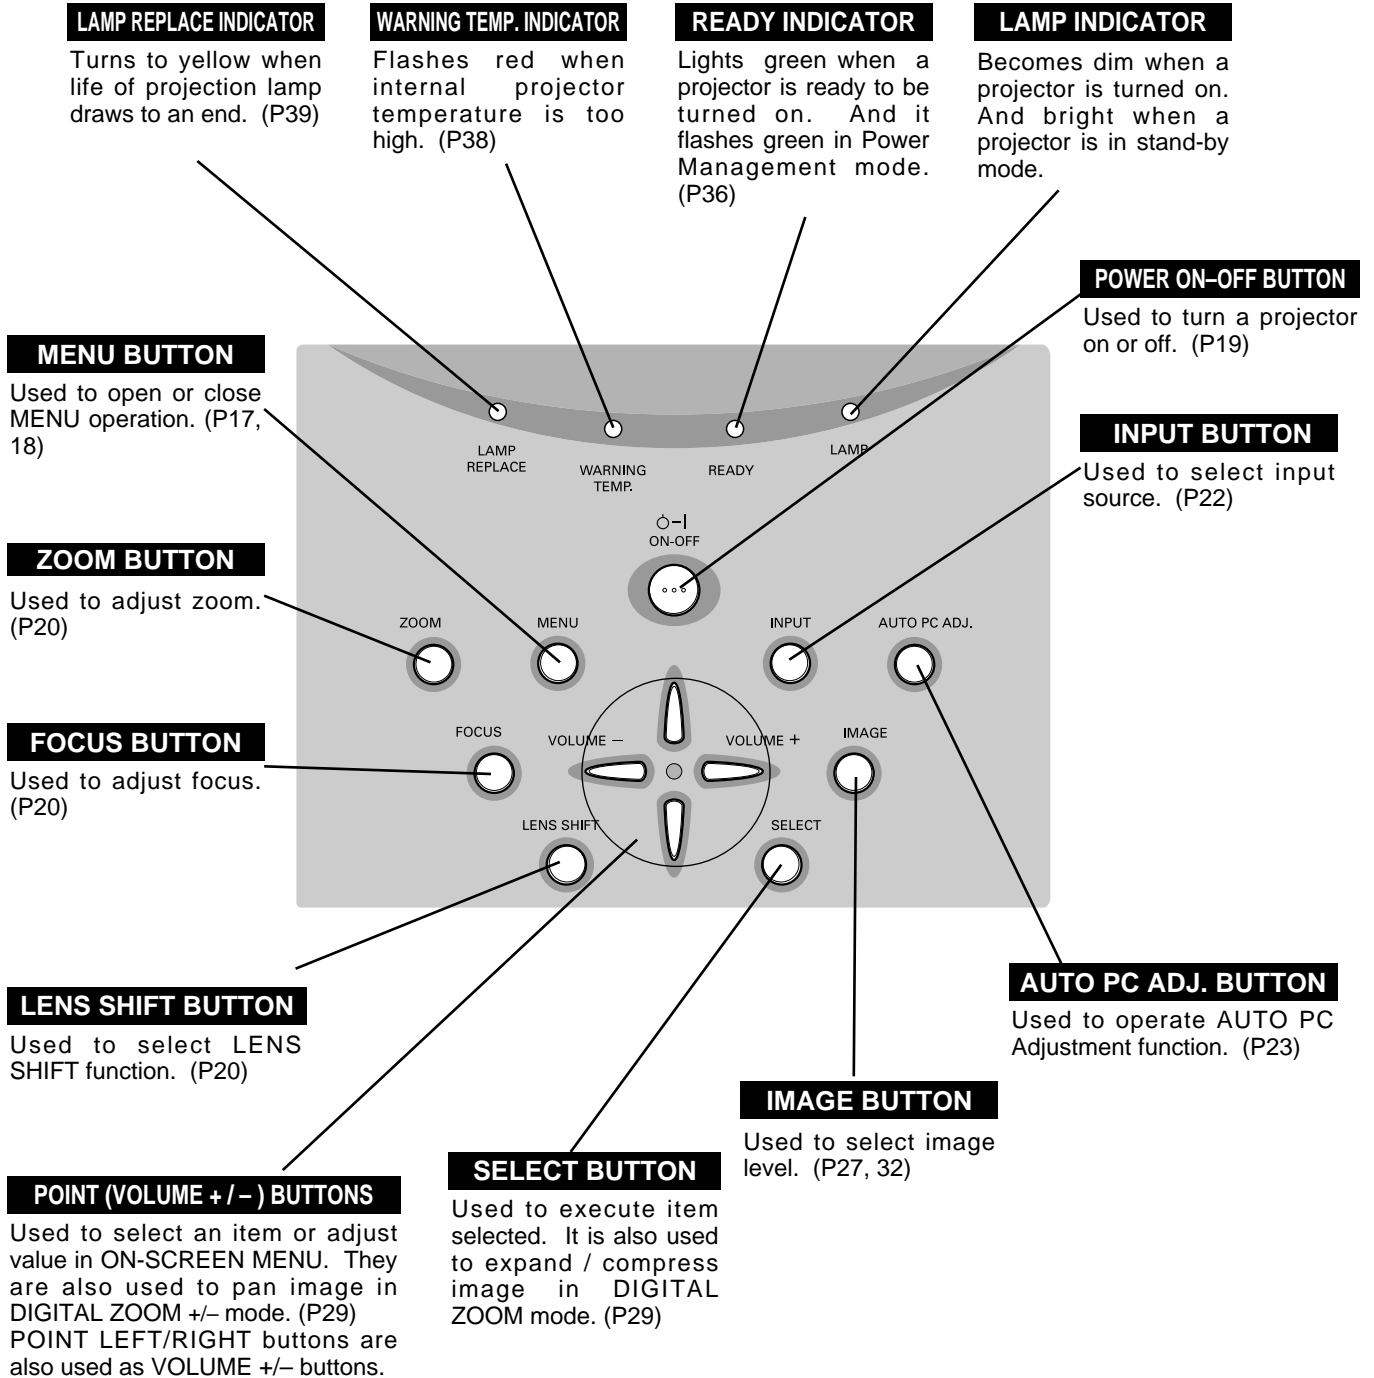 LAMP REPLACE INDICATOR
Turns to yellow when
life of projection lamp
draws to an end. (P39)
WARNING TEMP. INDICATOR
Flashes red when
internal projector
temperature is too
high. (P38)
READY INDICATOR
Lights green when a
projector is ready to be
turned on. And it
flashes green in Power
Management mode.
(P36)
LAMP INDICATOR
Becomes dim when a
projector is turned on.
And bright when a
projector is in stand-by
mode.
POWER ON–OFF BUTTON
Used to turn a projector
on or off. (P19)
MENU BUTTON
Used to open or close
MENU operation. (P17,
18)
INPUT BUTTON
Used to select input
source. (P22)
ZOOM BUTTON
Used to adjust zoom.
(P20)
FOCUS BUTTON
Used to adjust focus.
(P20)
LAMP
REPLACE
WARNING
TEMP.
READY
LAMP
ON-OFF
ZOOM
MENU
INPUT
AUTO PC ADJ.
FOCUS
VOLUME –
VOLUME +
IMAGE
LENS SHIFT
SELECT
LENS SHIFT BUTTON
Used to select LENS
SHIFT function. (P20)
AUTO PC ADJ. BUTTON
Used to operate AUTO PC
Adjustment function. (P23)
IMAGE BUTTON
Used to select image
level. (P27, 32)
SELECT BUTTON
Used to execute item
selected. It is also used
to expand / compress
image in DIGITAL
ZOOM mode. (P29)
POINT (VOLUME + / – ) BUTTONS
Used to select an item or adjust
value in ON-SCREEN MENU. They
are also used to pan image in
DIGITAL ZOOM +/– mode. (P29)
POINT LEFT/RIGHT buttons are
also used as VOLUME +/– buttons.